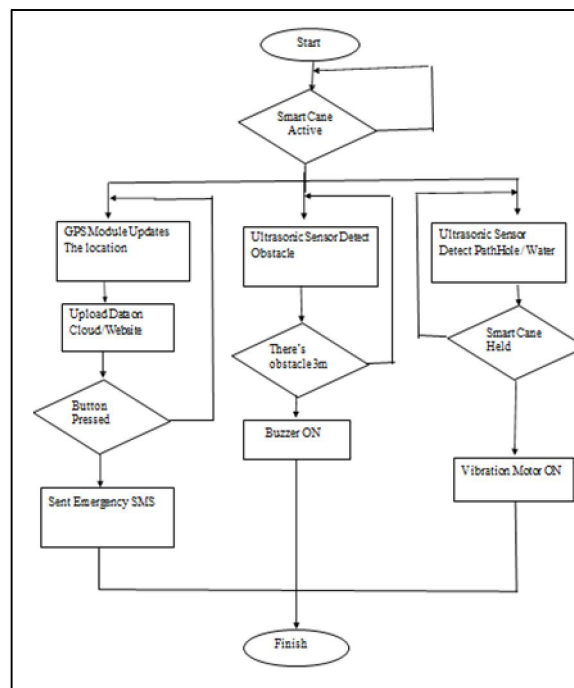 Start
Smart Cane
Active
GPS Module Updates
The location
Upload Data on
Cloud/Website
Button
Pressed
Sent Emergency SMS
Ultrasonic Sensor Detect
Obstacle
There's
obstacle 3m
Buzzer ON
Ultrasonic Sensor
Detect PathHole / Water
Smart Cane
Held
Vibration Motor ON
Finish